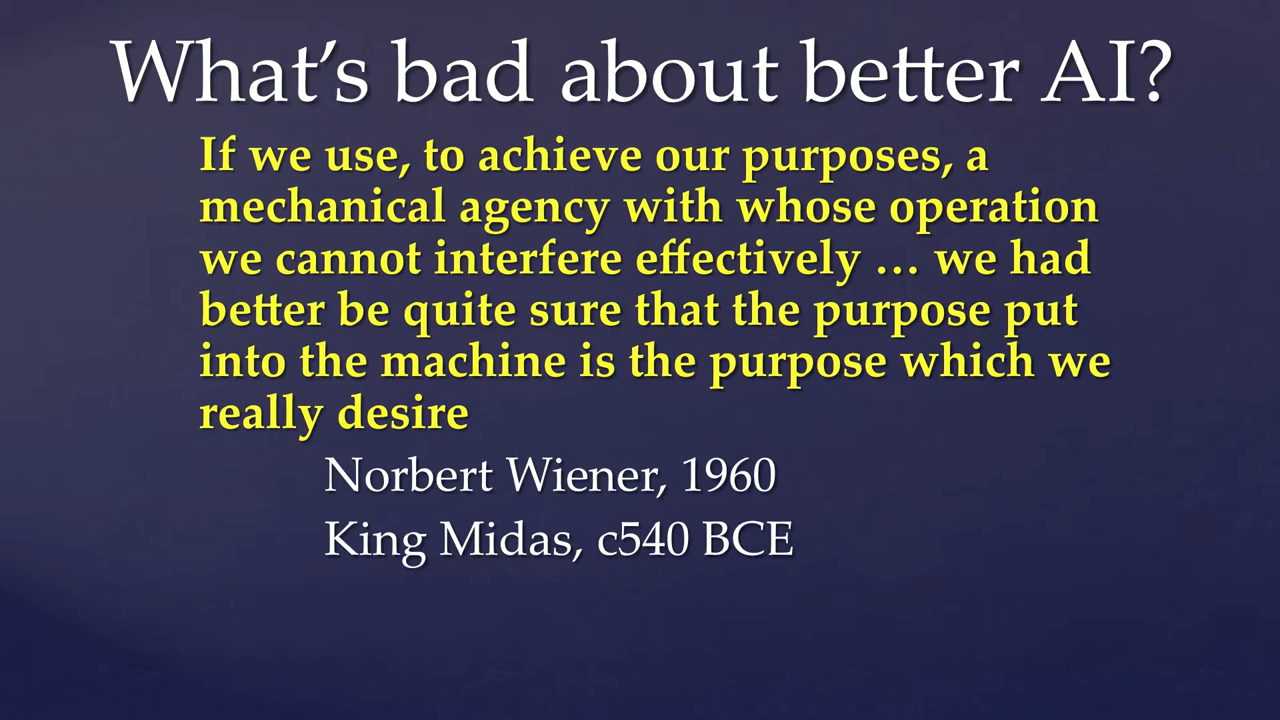 What’s bad about better AI?
If we use, to achieve our purposes, a
mechanical agency with whose operation
we cannot interfere effectively … we had
better be quite sure that the purpose put
into the machine is the purpose which we
really desire
Norbert Wiener, 1960
King Midas, c540 BCE